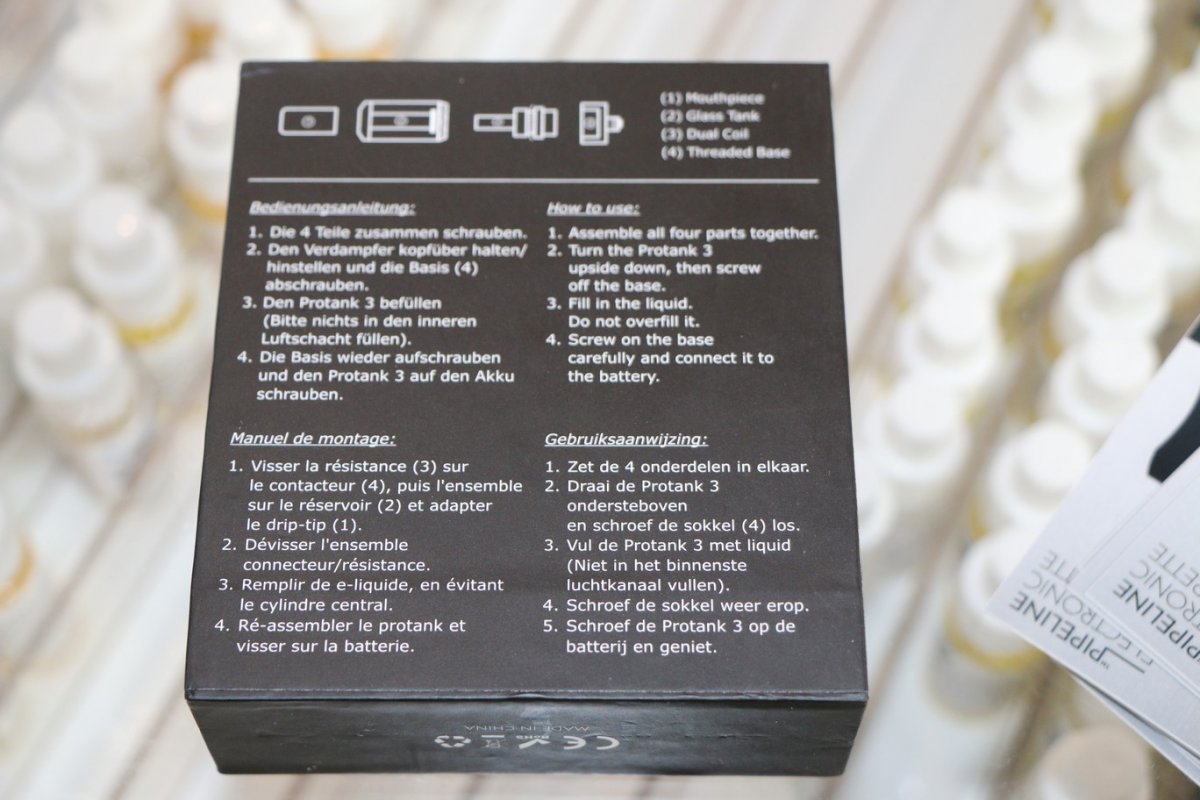 (1) Mouthpiece
(2) Glass Tank
(3) Dual Coil
(4) Threaded Base
Bedienungsanleitung:
1. Die 4 Teile zusammen schrauben.
2. Den Verdampfer kopfüber halten/
hinstellen und die Basis (4)
abschrauben.
3. Den Protank 3 befüllen
(Bitte nichts in den inneren
Luftschacht füllen).
4. Die Basis wieder aufschrauben
und den Protank 3 auf den Akku
schrauben.
How to use:
1. Assemble all four parts together.
2. Turn the Protank 3
upside down, then screw
off the base.
3. Fill in the liquid.
Do not overfill it.
4. Screw on the base
carefully and connect it to
the battery.
Manuel de montage:
1. Visser la résistance (3) sur
le contacteur (4), puis l'ensemble
sur le réservoir (2) et adapter
le drip-tip (1).
2. Dévisser l'ensemble
connecteur/résistance.
3. Remplir de e-liquide, en évitant
le cylindre central.
4. Ré-assembler le protank et
visser sur la batterie.
Gebruiksaanwijzing:
1. Zet de 4 onderdelen in elkaar.
2. Draai de Protank 3
ondersteboven
en schroef de sokkel (4) los.
3. Vul de Protank 3 met liquid
(Niet in het binnenste
luchtkanaal vullen).
4. Schroef de sokkel weer erop.
5. Schroef de Protank 3 op de
batterij en geniet.
MADE IN CHINA
CE RoHS
PIPELINE
PIPELINE